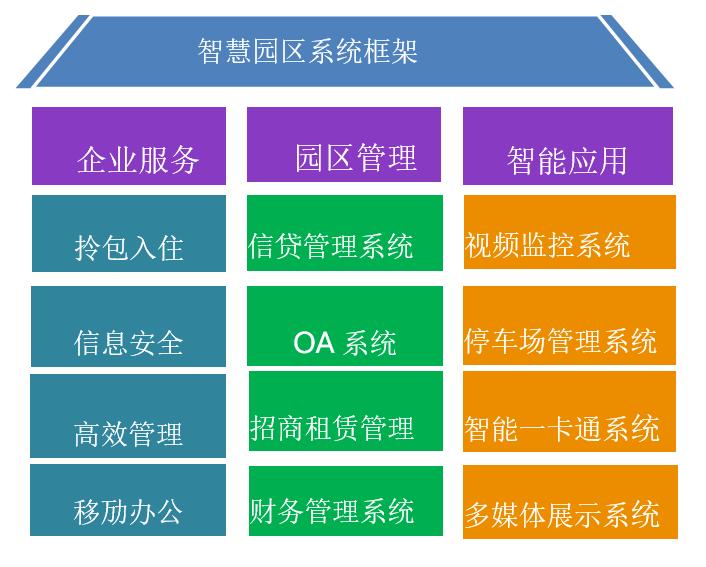 智慧园区系统框架
企业服务 园区管理 智能应用
拎包入住 信贷管理系统 视频监控系统
信息安全 OA 系统 停车场管理系统
高效管理 招商租赁管理 智能一卡通系统
移劢办公 财务管理系统 多媒体展示系统